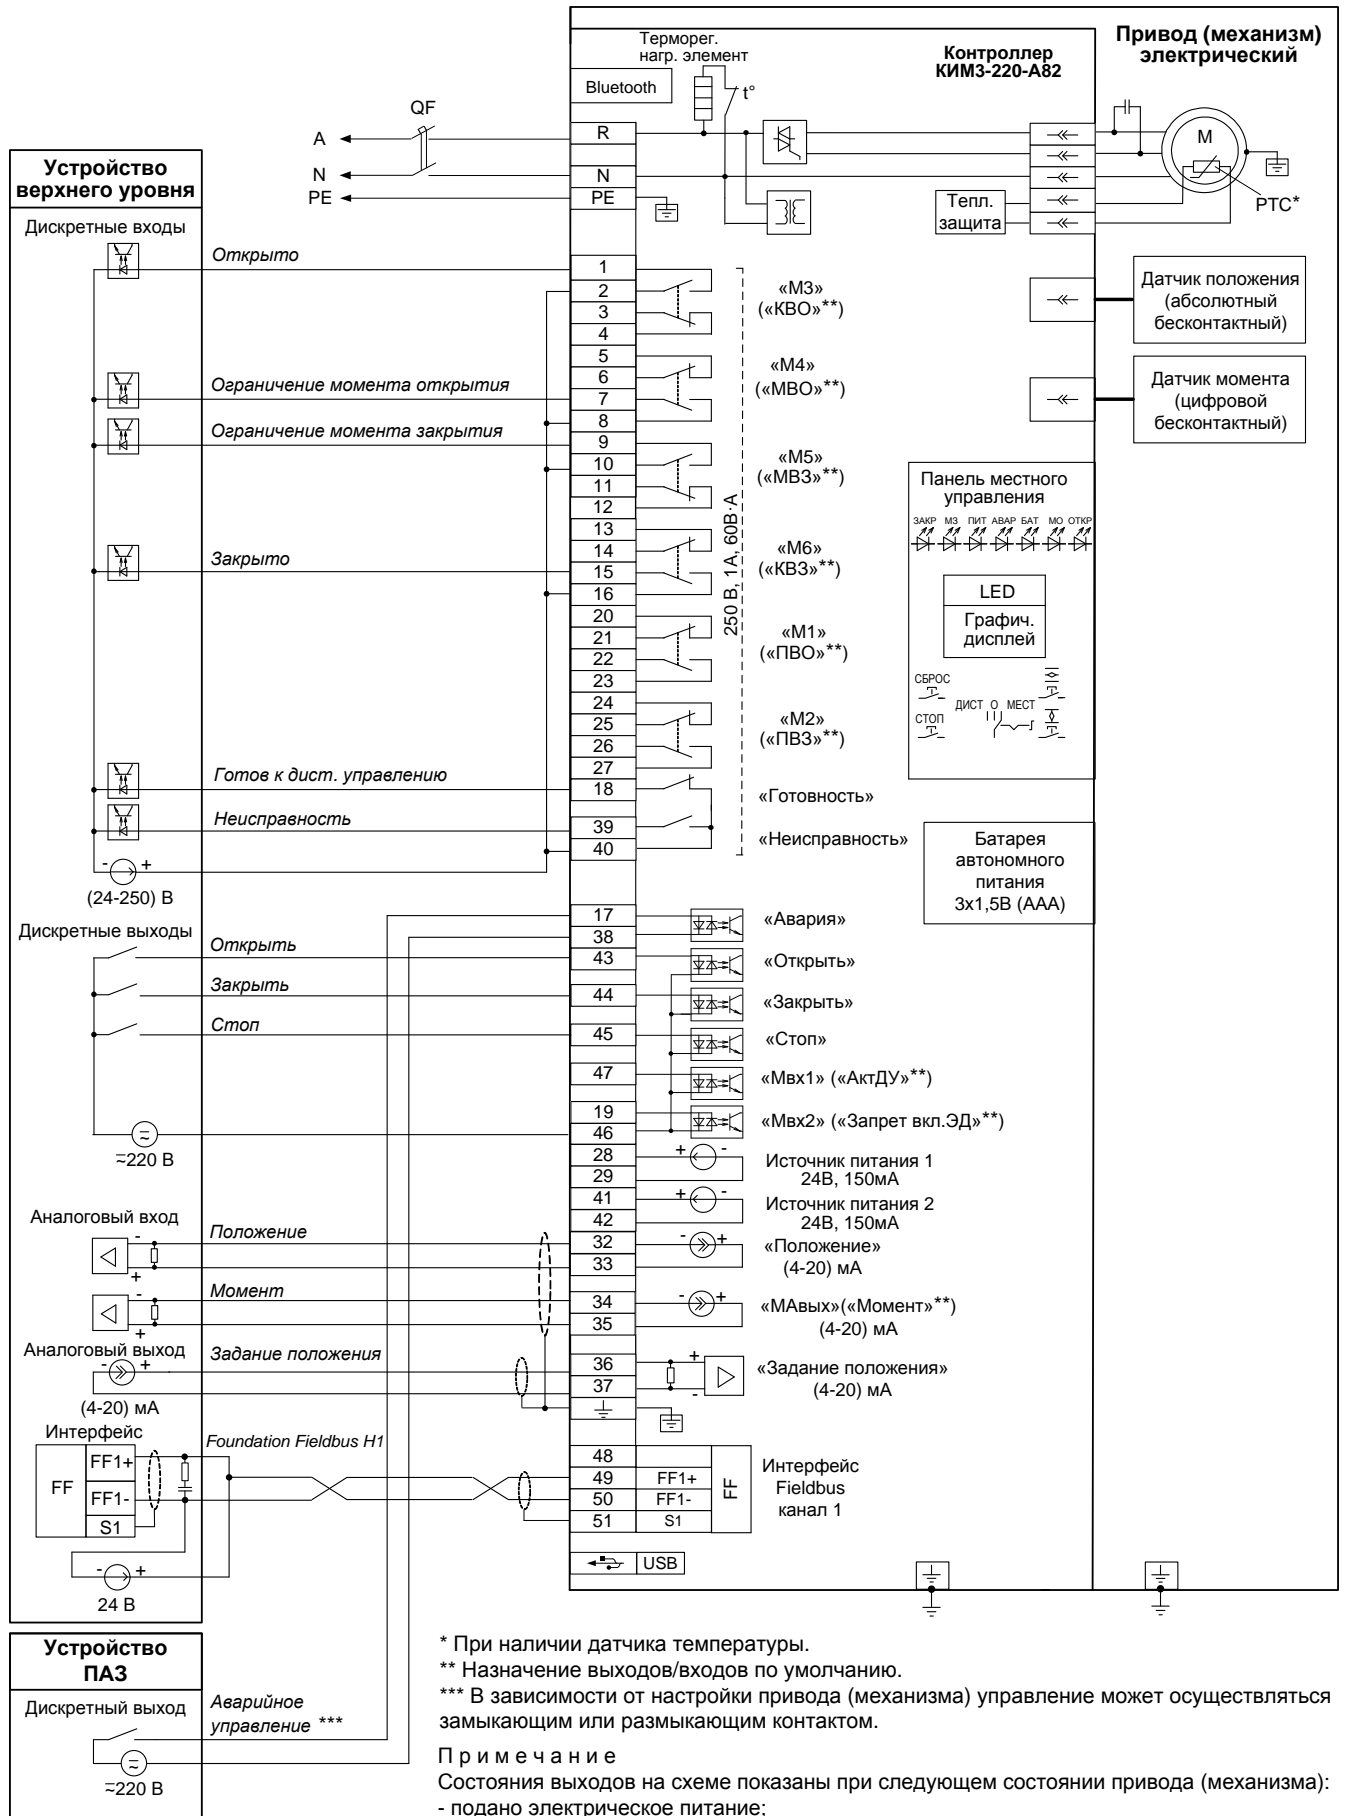 Привод (механизм)
электрический
Контроллер
КИМ3-220-А82
Терморег.
нагр. элемент
Bluetooth
t°
QF
A
N
PE
R
N
PE
M
PTC*
Тепл.
защита
Устройство
верхнего уровня
Дискретные входы
Открыто
1
2
3
4
«М3»
(«КВО»**)
Датчик положения
(абсолютный
бесконтактный)
5
6
7
8
«М4»
(«МВО»**)
Ограничение момента открытия
Датчик момента
(цифровой
бесконтактный)
Ограничение момента закрытия
9
10
11
12
«М5»
(«МВЗ»**)
Панель местного
управления
ЗАКР МЗ ПИТ АВАР БАТ МО ОТКР
13
14
15
16
«М6»
(«КВЗ»**)
Закрыто
250 В, 1А, 60В·А
LED
Графич.
дисплей
20
21
22
23
«М1»
(«ПВО»**)
СБРОС
СТОП
ДИСТ О МЕСТ
24
25
26
27
«М2»
(«ПВЗ»**)
Готов к дист. управлению
18
«Готовность»
Неисправность
39
40
«Неисправность»
Батарея
автономного
питания
3х1,5В (ААА)
- +
(24-250) В
Дискретные выходы
17
38
«Авария»
Открыть
43
«Открыть»
Закрыть
44
«Закрыть»
Стоп
45
«Стоп»
47
«Мвх1» («АктДУ»**)
19
46
«Мвх2» («Запрет вкл.ЭД»**)
≂220 В
28
29
+ -
Источник питания 1
24В, 150мА
41
42
+ -
Источник питания 2
24В, 150мА
Аналоговый вход
Положение
- +
32
33
- +
«Положение»
(4-20) мА
Момент
- +
34
35
- +
«МАвых»(«Момент»**)
(4-20) мА
Аналоговый выход
Задание положения
- +
(4-20) мА
36
37
+ -
«Задание положения»
(4-20) мА
Интерфейс
FF
FF1+
FF1-
S1
Foundation Fieldbus H1
48
49 FF1+
50 FF1-
51 S1
FF
Интерфейс
Fieldbus
канал 1
USB
- +
24 В
Устройство
ПАЗ
Дискретный выход
Аварийное
управление ***
≂220 В
* При наличии датчика температуры.
** Назначение выходов/входов по умолчанию.
*** В зависимости от настройки привода (механизма) управление может осуществляться
замыкающим или размыкающим контактом.
Примечание
Состояния выходов на схеме показаны при следующем состоянии привода (механизма):
- подано электрическое питание;